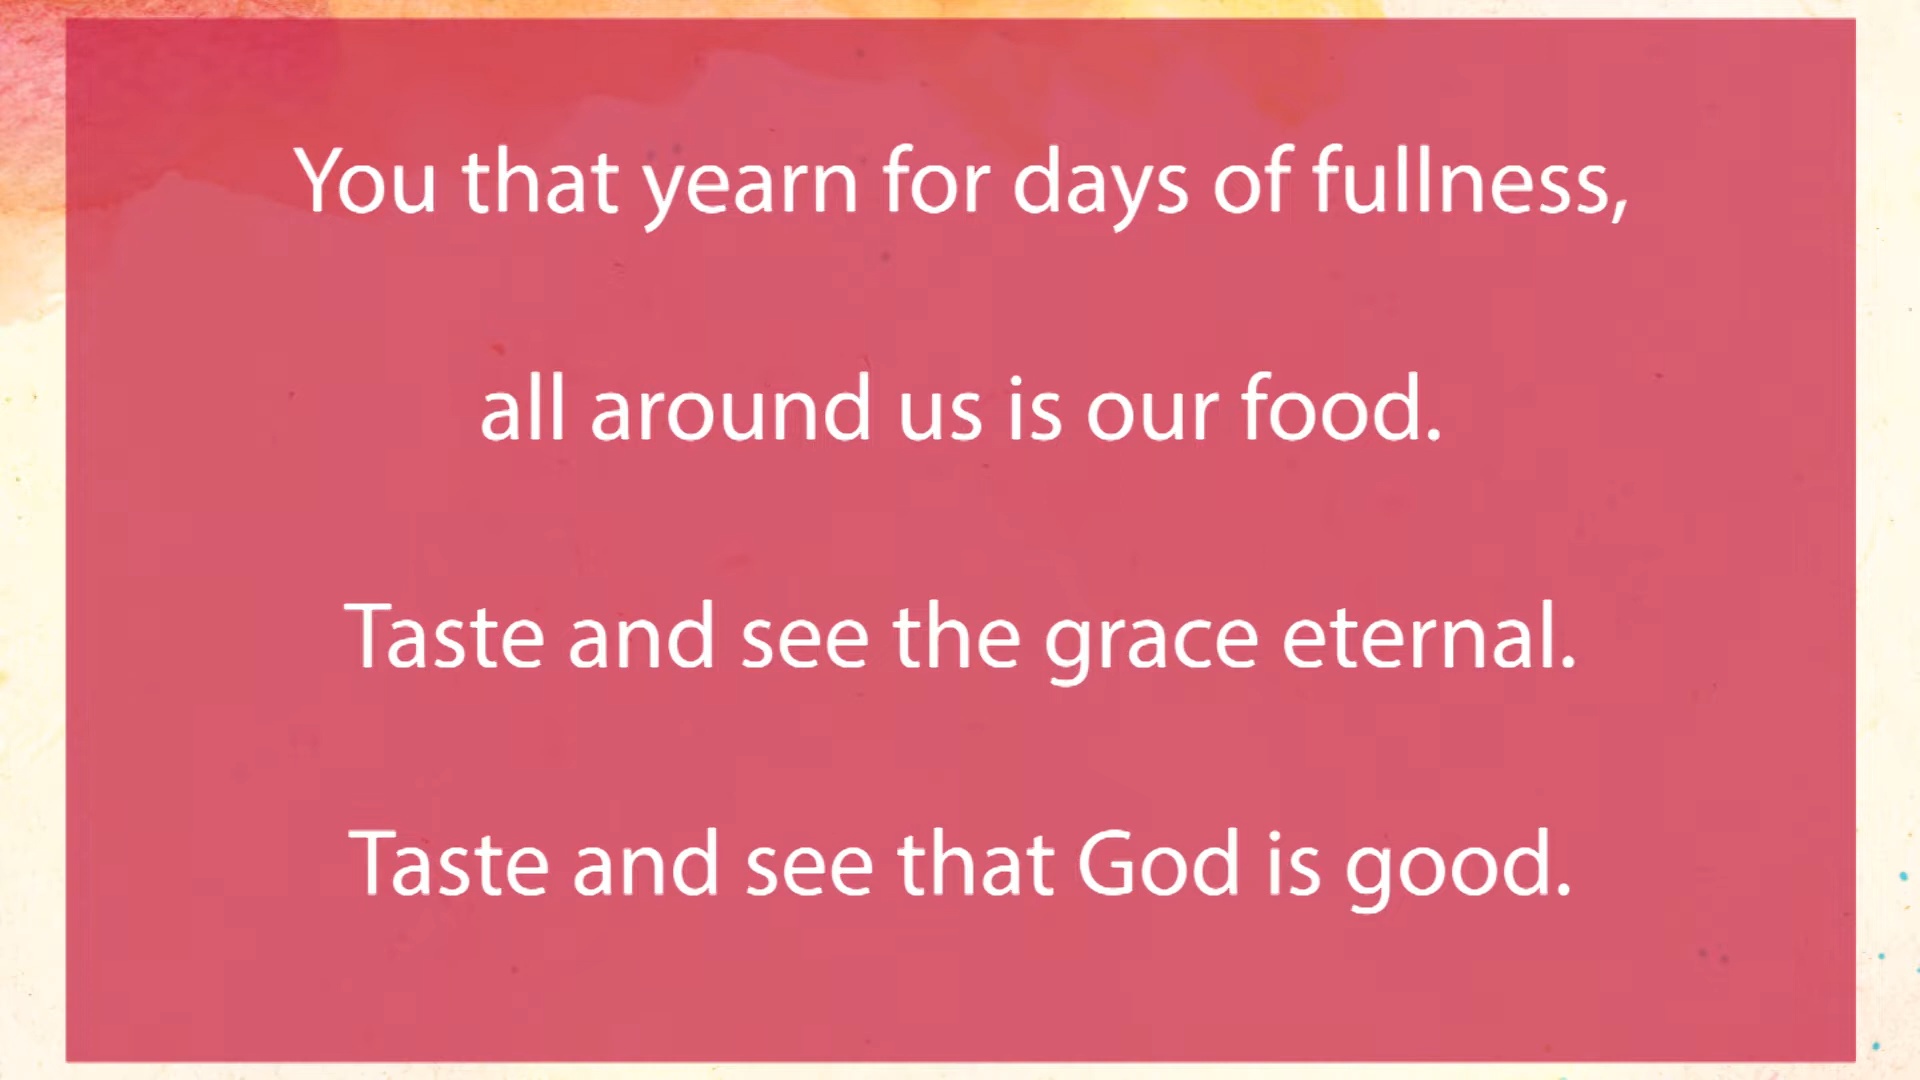 You that yearn for days of fullness,
all around us is our food.
Taste and see the grace eternal.
Taste and see that God is good.